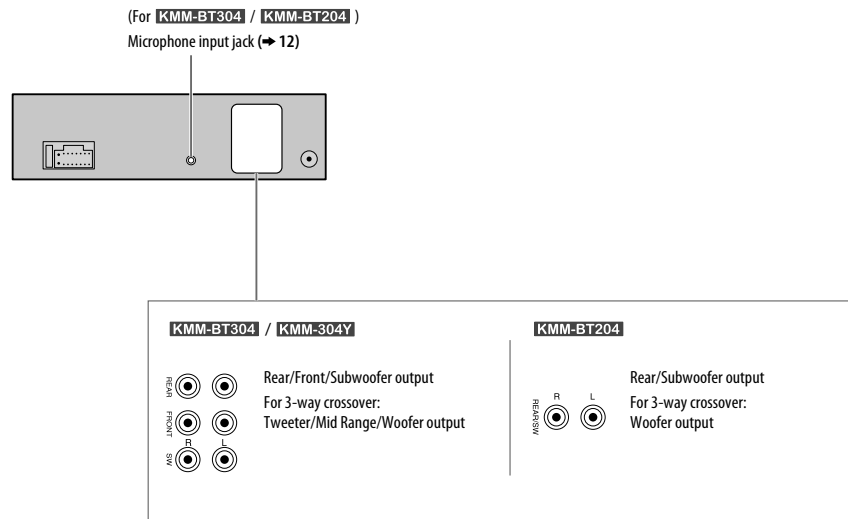 (For KMM-BT304 / KMM-BT204 )
Microphone input jack (➜ 12)
KMM-BT304 / KMM-304Y
REAR
FRONT
R L
SW
Rear/Front/Subwoofer output
For 3-way crossover:
Tweeter/Mid Range/Woofer output
KMM-BT204
REAR/SW
R L
Rear/Subwoofer output
For 3-way crossover:
Woofer output